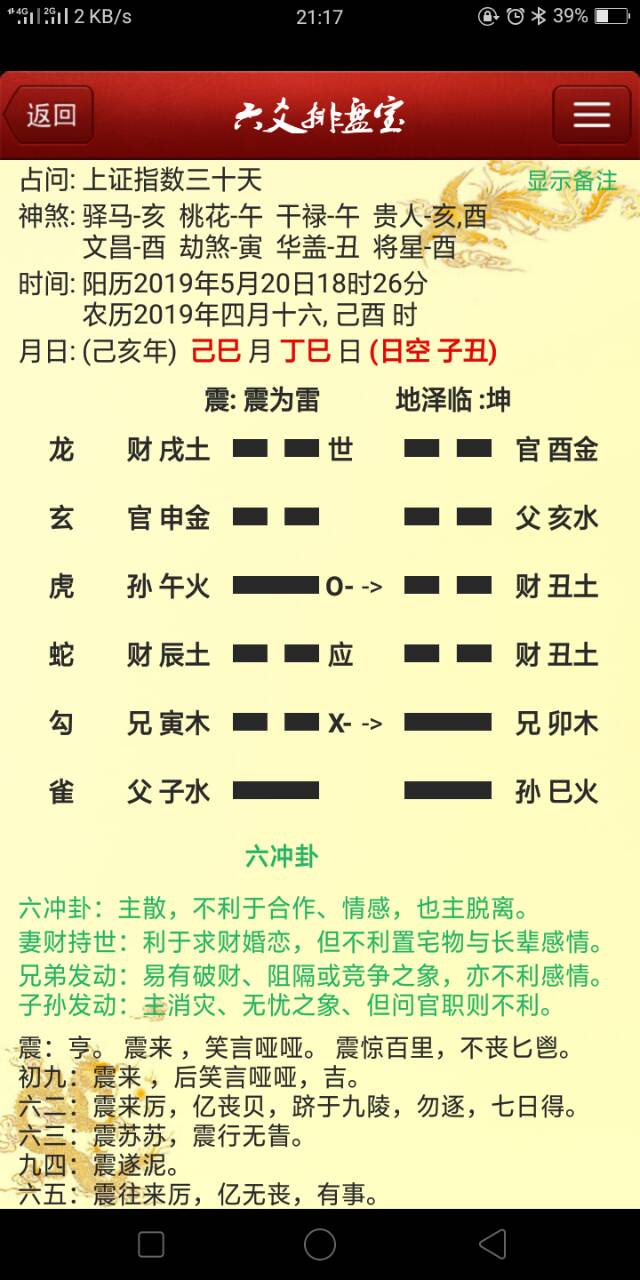 4G 2G 2 KB/s 21:17 39%
返回 六爻排盘宝
占问: 上证指数三十天 显示备注
神煞: 驿马-亥 桃花-午 干禄-午 贵人-亥,酉
文昌-酉 劫煞-寅 华盖-丑 将星-酉
时间: 阳历2019年5月20日18时26分
农历2019年四月十六, 己酉 时
月日: (己亥年) 己巳 月 丁巳 日 (日空 子丑)
震: 震为雷 地泽临 :坤
龙 财 戌土 世 官 酉金
玄 官 申金 父 亥水
虎 孙 午火 O- -> 财 丑土
蛇 财 辰土 应 财 丑土
勾 兄 寅木 X- -> 兄 卯木
雀 父 子水 孙 巳火
六冲卦
六冲卦：主散，不利于合作、情感，也主脱离。
妻财持世：利于求财婚恋，但不利置宅物与长辈感情。
兄弟发动：易有破财、阻隔或竞争之象，亦不利感情。
子孙发动：主消灾、无忧之象、但问官职则不利。
震：亨。 震来 ，笑言哑哑。 震惊百里，不丧匕鬯。
初九：震来 ，后笑言哑哑，吉。
六二：震来厉，亿丧贝，跻于九陵，勿逐，七日得。
六三：震苏苏，震行无眚。
九四：震遂泥。
六五：震往来厉，亿无丧，有事。